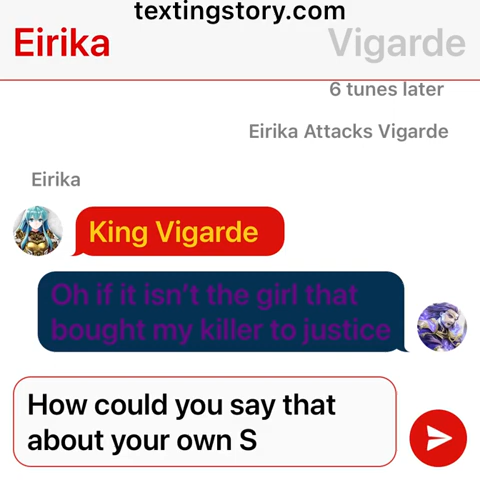 textingstory.com
Eirika Vigarde
6 tunes later
Eirika Attacks Vigarde
Eirika
King Vigarde
Oh if it isn't the girl that
bought my killer to justice
How could you say that
about your own S